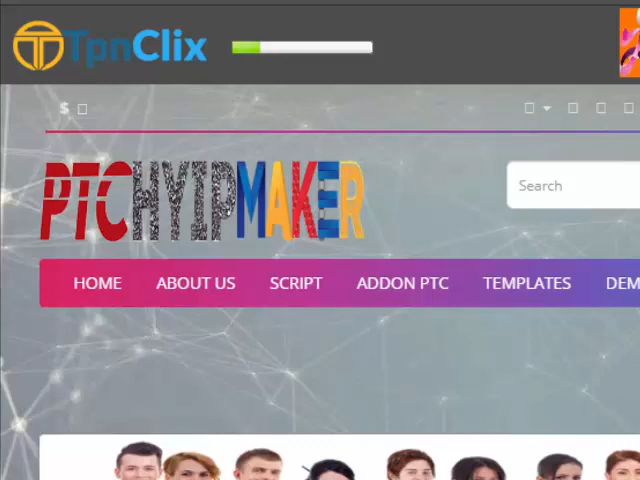 TpnClix
$
PTCHYIPMAKER
Search
HOME ABOUT US SCRIPT ADDON PTC TEMPLATES DEM